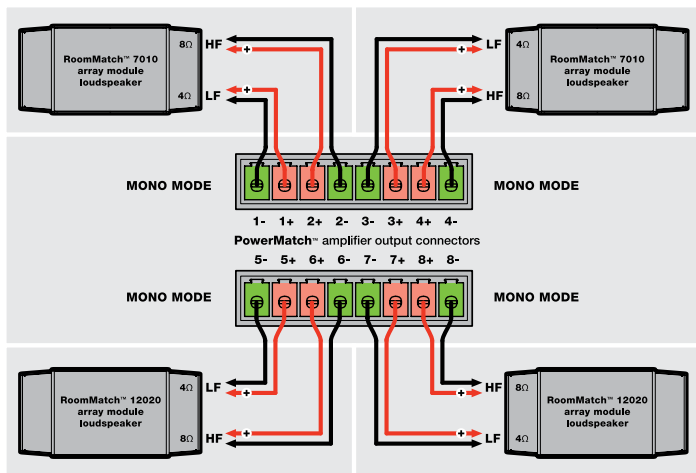 RoomMatch™ 7010
array module
loudspeaker
8Ω HF
+
4Ω LF
+
LF 4Ω
+
HF 8Ω
+
RoomMatch™ 7010
array module
loudspeaker
MONO MODE
MONO MODE
1- 1+ 2+ 2- 3- 3+ 4+ 4-
PowerMatch™ amplifier output connectors
5- 5+ 6+ 6- 7- 7+ 8+ 8-
MONO MODE
MONO MODE
RoomMatch™ 12020
array module
loudspeaker
4Ω LF
+
8Ω HF
+
HF 8Ω
+
LF 4Ω
+
RoomMatch™ 12020
array module
loudspeaker